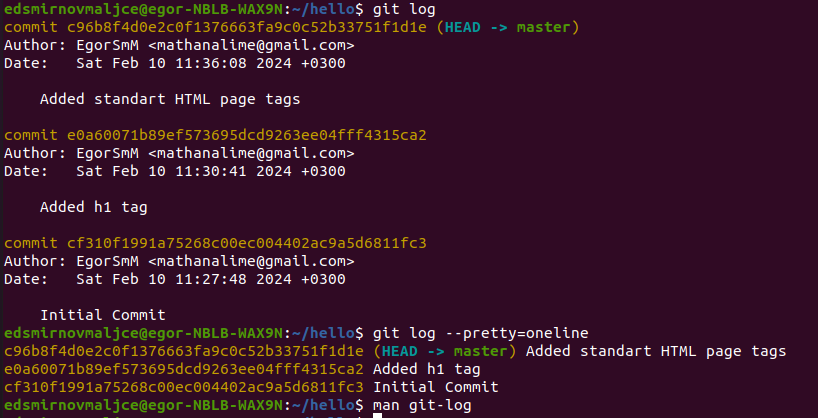 edsmirnovmaljce@egor-NBLB-WAX9N:~/hello$ git log
commit c96b8f4d0e2c0f1376663fa9c0c52b33751f1d1e (HEAD -> master)
Author: EgorSmM <mathanalime@gmail.com>
Date:   Sat Feb 10 11:36:08 2024 +0300
    Added standart HTML page tags
commit e0a60071b89ef573695dcd9263ee04fff4315ca2
Author: EgorSmM <mathanalime@gmail.com>
Date:   Sat Feb 10 11:30:41 2024 +0300
    Added h1 tag
commit cf310f1991a75268c00ec004402ac9a5d6811fc3
Author: EgorSmM <mathanalime@gmail.com>
Date:   Sat Feb 10 11:27:48 2024 +0300
    Initial Commit
edsmirnovmaljce@egor-NBLB-WAX9N:~/hello$ git log --pretty=oneline
c96b8f4d0e2c0f1376663fa9c0c52b33751f1d1e (HEAD -> master) Added standart HTML page tags
e0a60071b89ef573695dcd9263ee04fff4315ca2 Added h1 tag
cf310f1991a75268c00ec004402ac9a5d6811fc3 Initial Commit
edsmirnovmaljce@egor-NBLB-WAX9N:~/hello$ man git-log